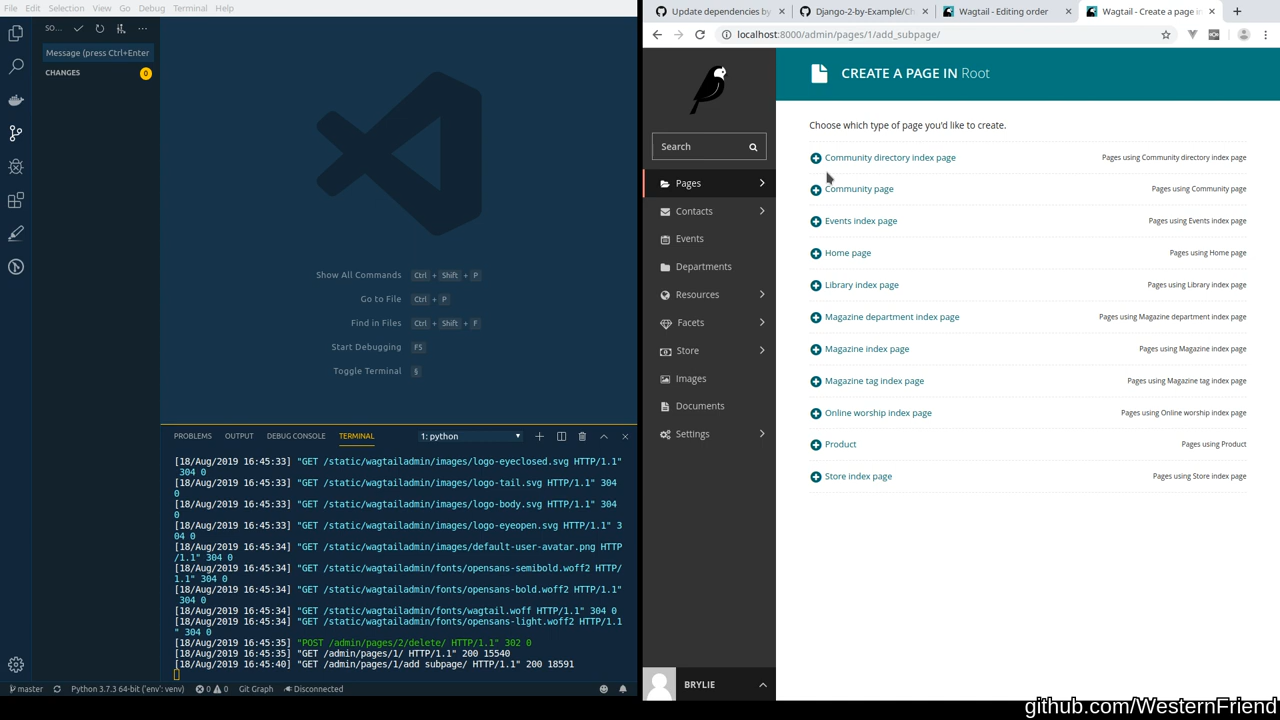 File Edit Selection View Go Debug Terminal Help
SO...
Message (press Ctrl+Enter
CHANGES 0
Show All Commands Ctrl + Shift + P
Go to File Ctrl + P
Find in Files Ctrl + Shift + F
Start Debugging F5
Toggle Terminal §
PROBLEMS OUTPUT DEBUG CONSOLE TERMINAL 1: python
[18/Aug/2019 16:45:33] "GET /static/wagtailadmin/images/logo-eyeclosed.svg HTTP/1.1"
304 0
[18/Aug/2019 16:45:33] "GET /static/wagtailadmin/images/logo-tail.svg HTTP/1.1" 304
0
[18/Aug/2019 16:45:33] "GET /static/wagtailadmin/images/logo-body.svg HTTP/1.1" 304
0
[18/Aug/2019 16:45:33] "GET /static/wagtailadmin/images/logo-eyeopen.svg HTTP/1.1" 3
04 0
[18/Aug/2019 16:45:34] "GET /static/wagtailadmin/images/default-user-avatar.png HTTP
/1.1" 304 0
[18/Aug/2019 16:45:34] "GET /static/wagtailadmin/fonts/opensans-semibold.woff2 HTTP/
1.1" 304 0
[18/Aug/2019 16:45:34] "GET /static/wagtailadmin/fonts/opensans-bold.woff2 HTTP/1.1"
304 0
[18/Aug/2019 16:45:34] "GET /static/wagtailadmin/fonts/wagtail.woff HTTP/1.1" 304 0
[18/Aug/2019 16:45:34] "GET /static/wagtailadmin/fonts/opensans-light.woff2 HTTP/1.1
" 304 0
[18/Aug/2019 16:45:35] "POST /admin/pages/2/delete/ HTTP/1.1" 302 0
[18/Aug/2019 16:45:35] "GET /admin/pages/1/ HTTP/1.1" 200 15540
[18/Aug/2019 16:45:40] "GET /admin/pages/1/add subpage/ HTTP/1.1" 200 18591
master Python 3.7.3 64-bit ('env': venv) 0 0 Git Graph Disconnected
Update dependencies by Django-2-by-Example/Ch Wagtail - Editing order Wagtail - Create a page in
localhost:8000/admin/pages/1/add_subpage/
Search
Pages
Contacts
Events
Departments
Resources
Facets
Store
Images
Documents
Settings
BRYLIE
CREATE A PAGE IN Root
Choose which type of page you'd like to create.
Community directory index page Pages using Community directory index page
Community page Pages using Community page
Events index page Pages using Events index page
Home page Pages using Home page
Library index page Pages using Library index page
Magazine department index page Pages using Magazine department index page
Magazine index page Pages using Magazine index page
Magazine tag index page Pages using Magazine tag index page
Online worship index page Pages using Online worship index page
Product Pages using Product
Store index page Pages using Store index page
github.com/WesternFriend